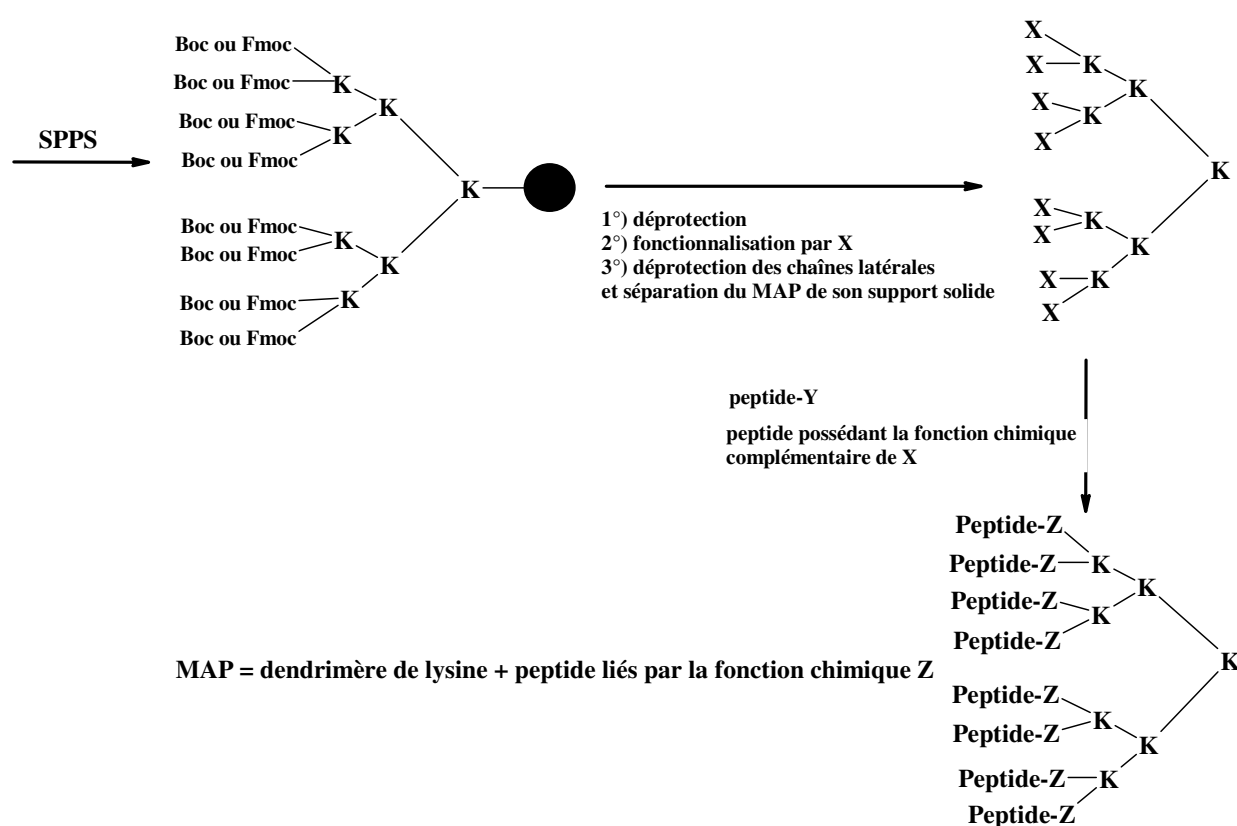 SPPS
Boc ou Fmoc
Boc ou Fmoc
K
K
Boc ou Fmoc
K
Boc ou Fmoc
K
Boc ou Fmoc
K
Boc ou Fmoc
K
Boc ou Fmoc
K
Boc ou Fmoc
1°) déprotection
2°) fonctionnalisation par X
3°) déprotection des chaînes latérales
et séparation du MAP de son support solide
X
X
K
K
X
K
X
K
X
K
X
K
X
K
X
peptide-Y
peptide possédant la fonction chimique
complémentaire de X
Peptide-Z
Peptide-Z
K
K
Peptide-Z
K
Peptide-Z
K
MAP = dendrimère de lysine + peptide liés par la fonction chimique Z
Peptide-Z
K
Peptide-Z
K
Peptide-Z
K
Peptide-Z